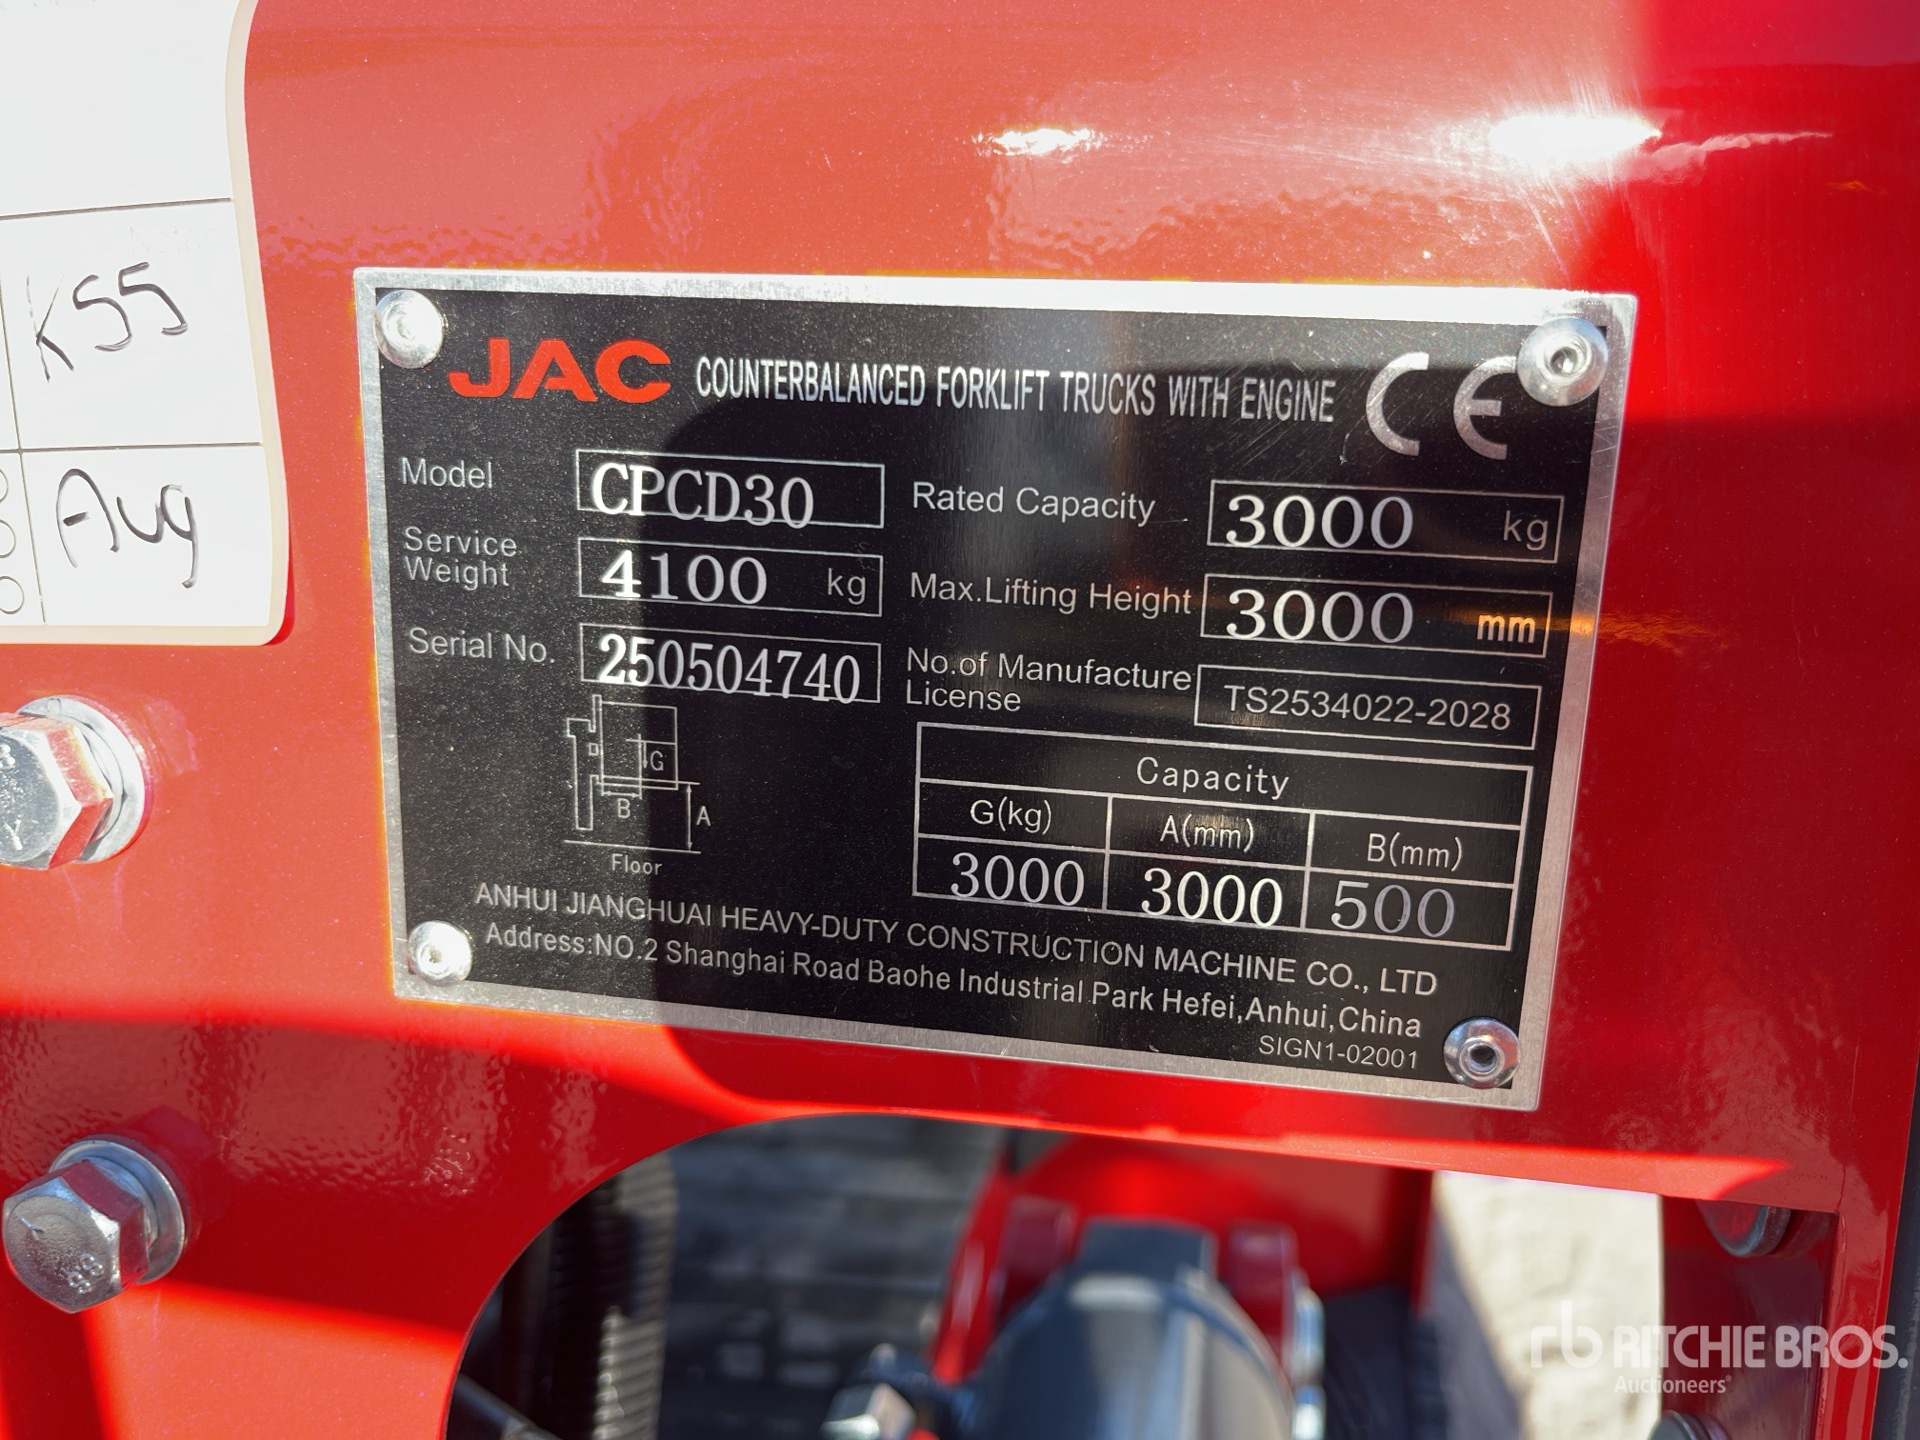 K55
Aug
JAC COUNTERBALANCED FORKLIFT TRUCKS WITH ENGINE CE
Model CPCD30
Rated Capacity 3000 kg
Service Weight 4100 kg
Max.Lifting Height 3000 mm
Serial No. 250504740
No.of Manufacture License TS2534022-2028
G
B
A
Floor
Capacity
G(kg) A(mm) B(mm)
3000 3000 500
ANHUI JIANGHUAI HEAVY-DUTY CONSTRUCTION MACHINE CO., LTD
Address:NO.2 Shanghai Road Baohe Industrial Park Hefei,Anhui,China
SIGN1-02001
rb RITCHIE BROS.
Auctioneers